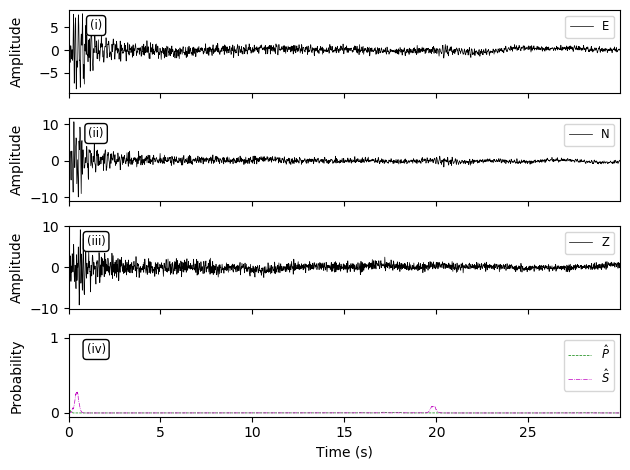 Amplitude
5
0
−5
(i)
E
Amplitude
10
0
−10
(ii)
N
Amplitude
10
0
−10
(iii)
Z
Probability
1
0
(iv)
P̂
Ŝ
0 5 10 15 20 25
Time (s)